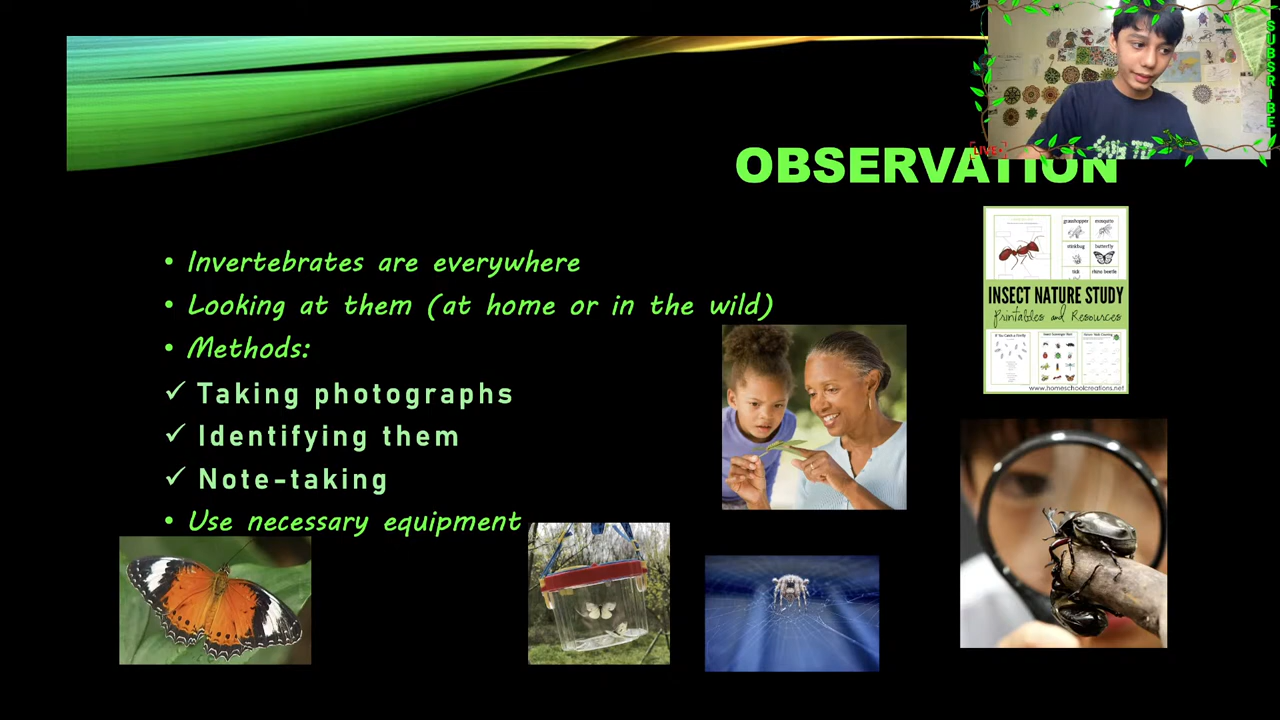 SUBSRIBE
LIVE
OBSERVATION
• Invertebrates are everywhere
• Looking at them (at home or in the wild)
• Methods:
✓ Taking photographs
✓ Identifying them
✓ Note-taking
• Use necessary equipment
grasshopper mosquito
stinkbug butterfly
tick rhino beetle
INSECT NATURE STUDY
Printables and Resources
www.homeschoolcreations.net